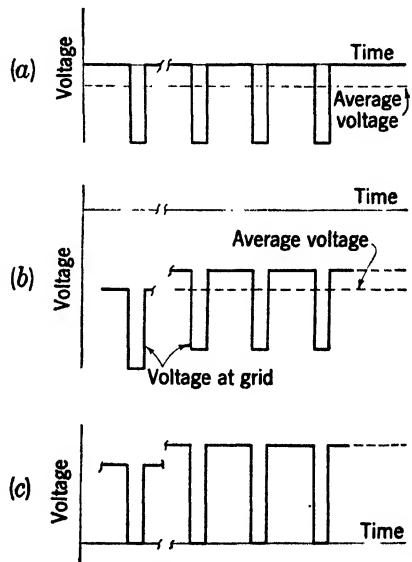 (a)
Voltage
Time
Average
voltage
(b)
Voltage
Time
Average voltage
Voltage at grid
(c)
Voltage
Time